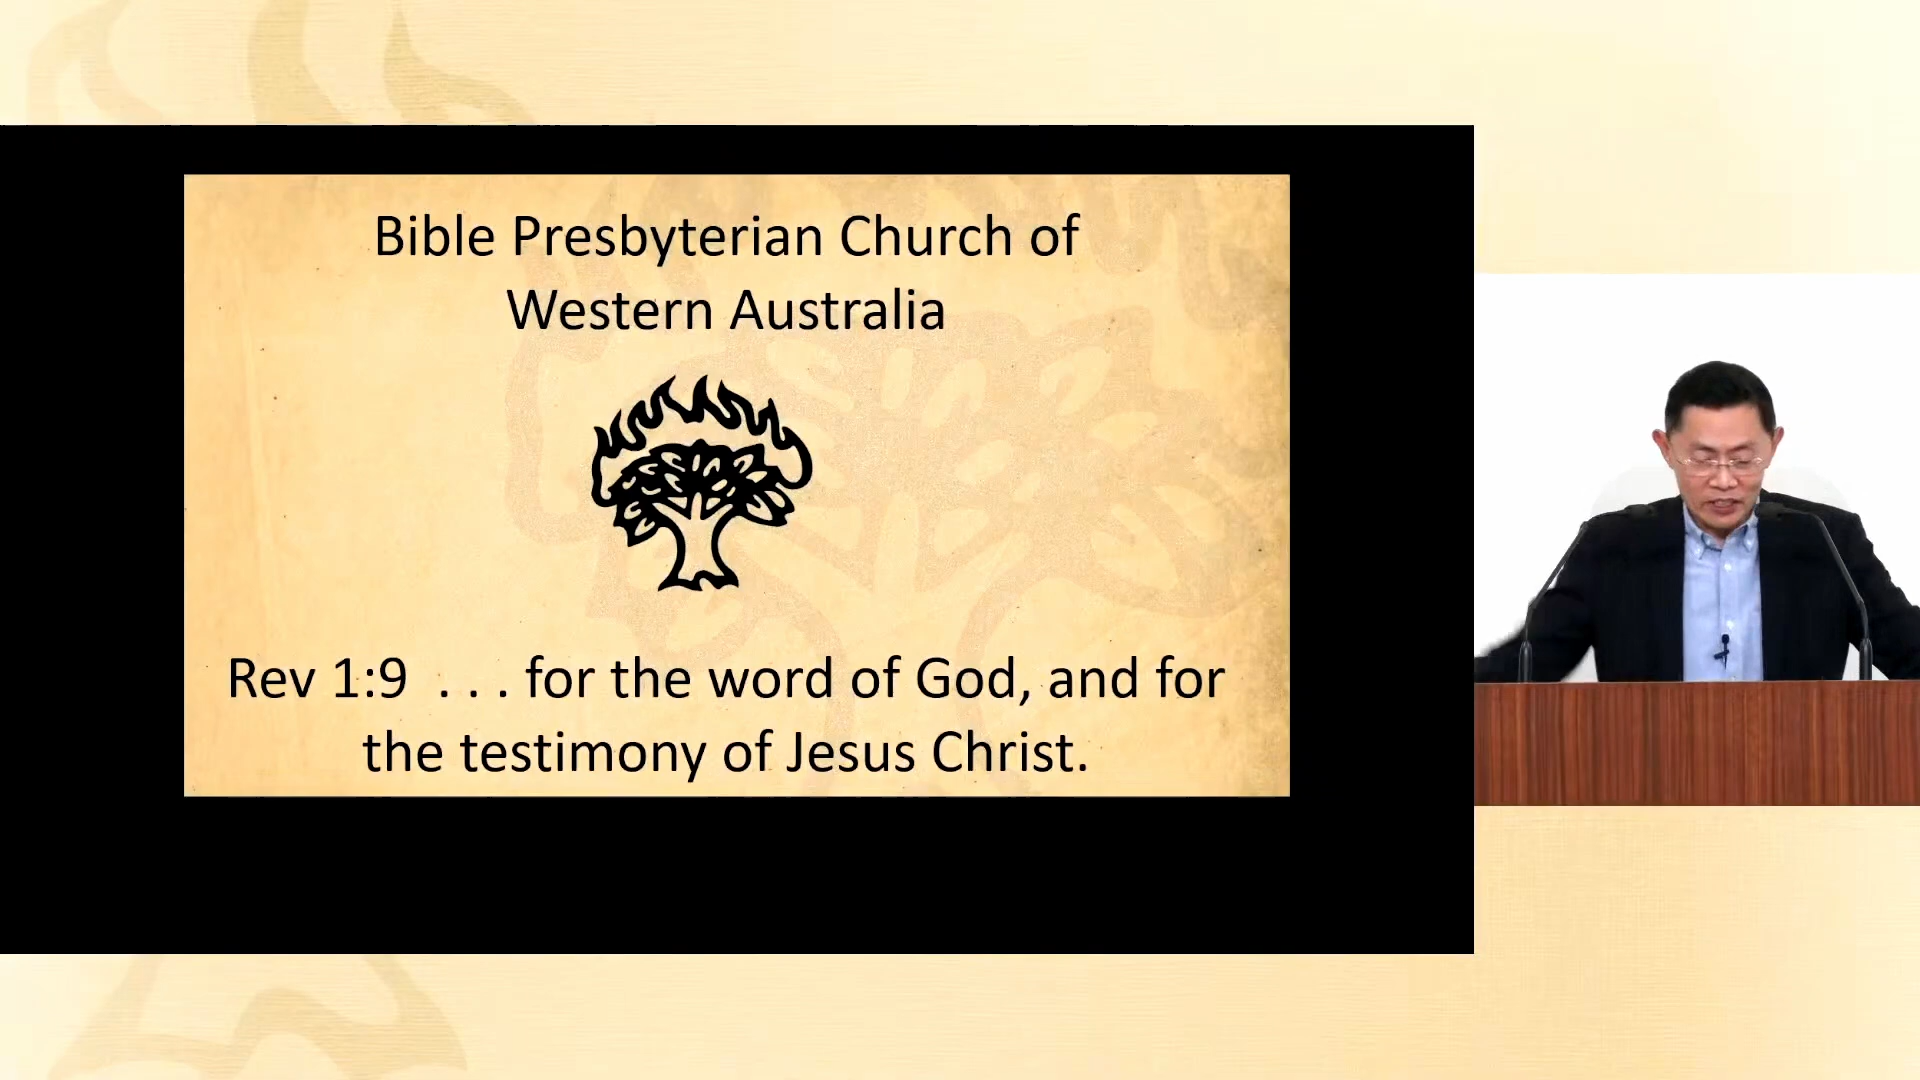 Bible Presbyterian Church of
Western Australia
Rev 1:9 . . . for the word of God, and for
the testimony of Jesus Christ.